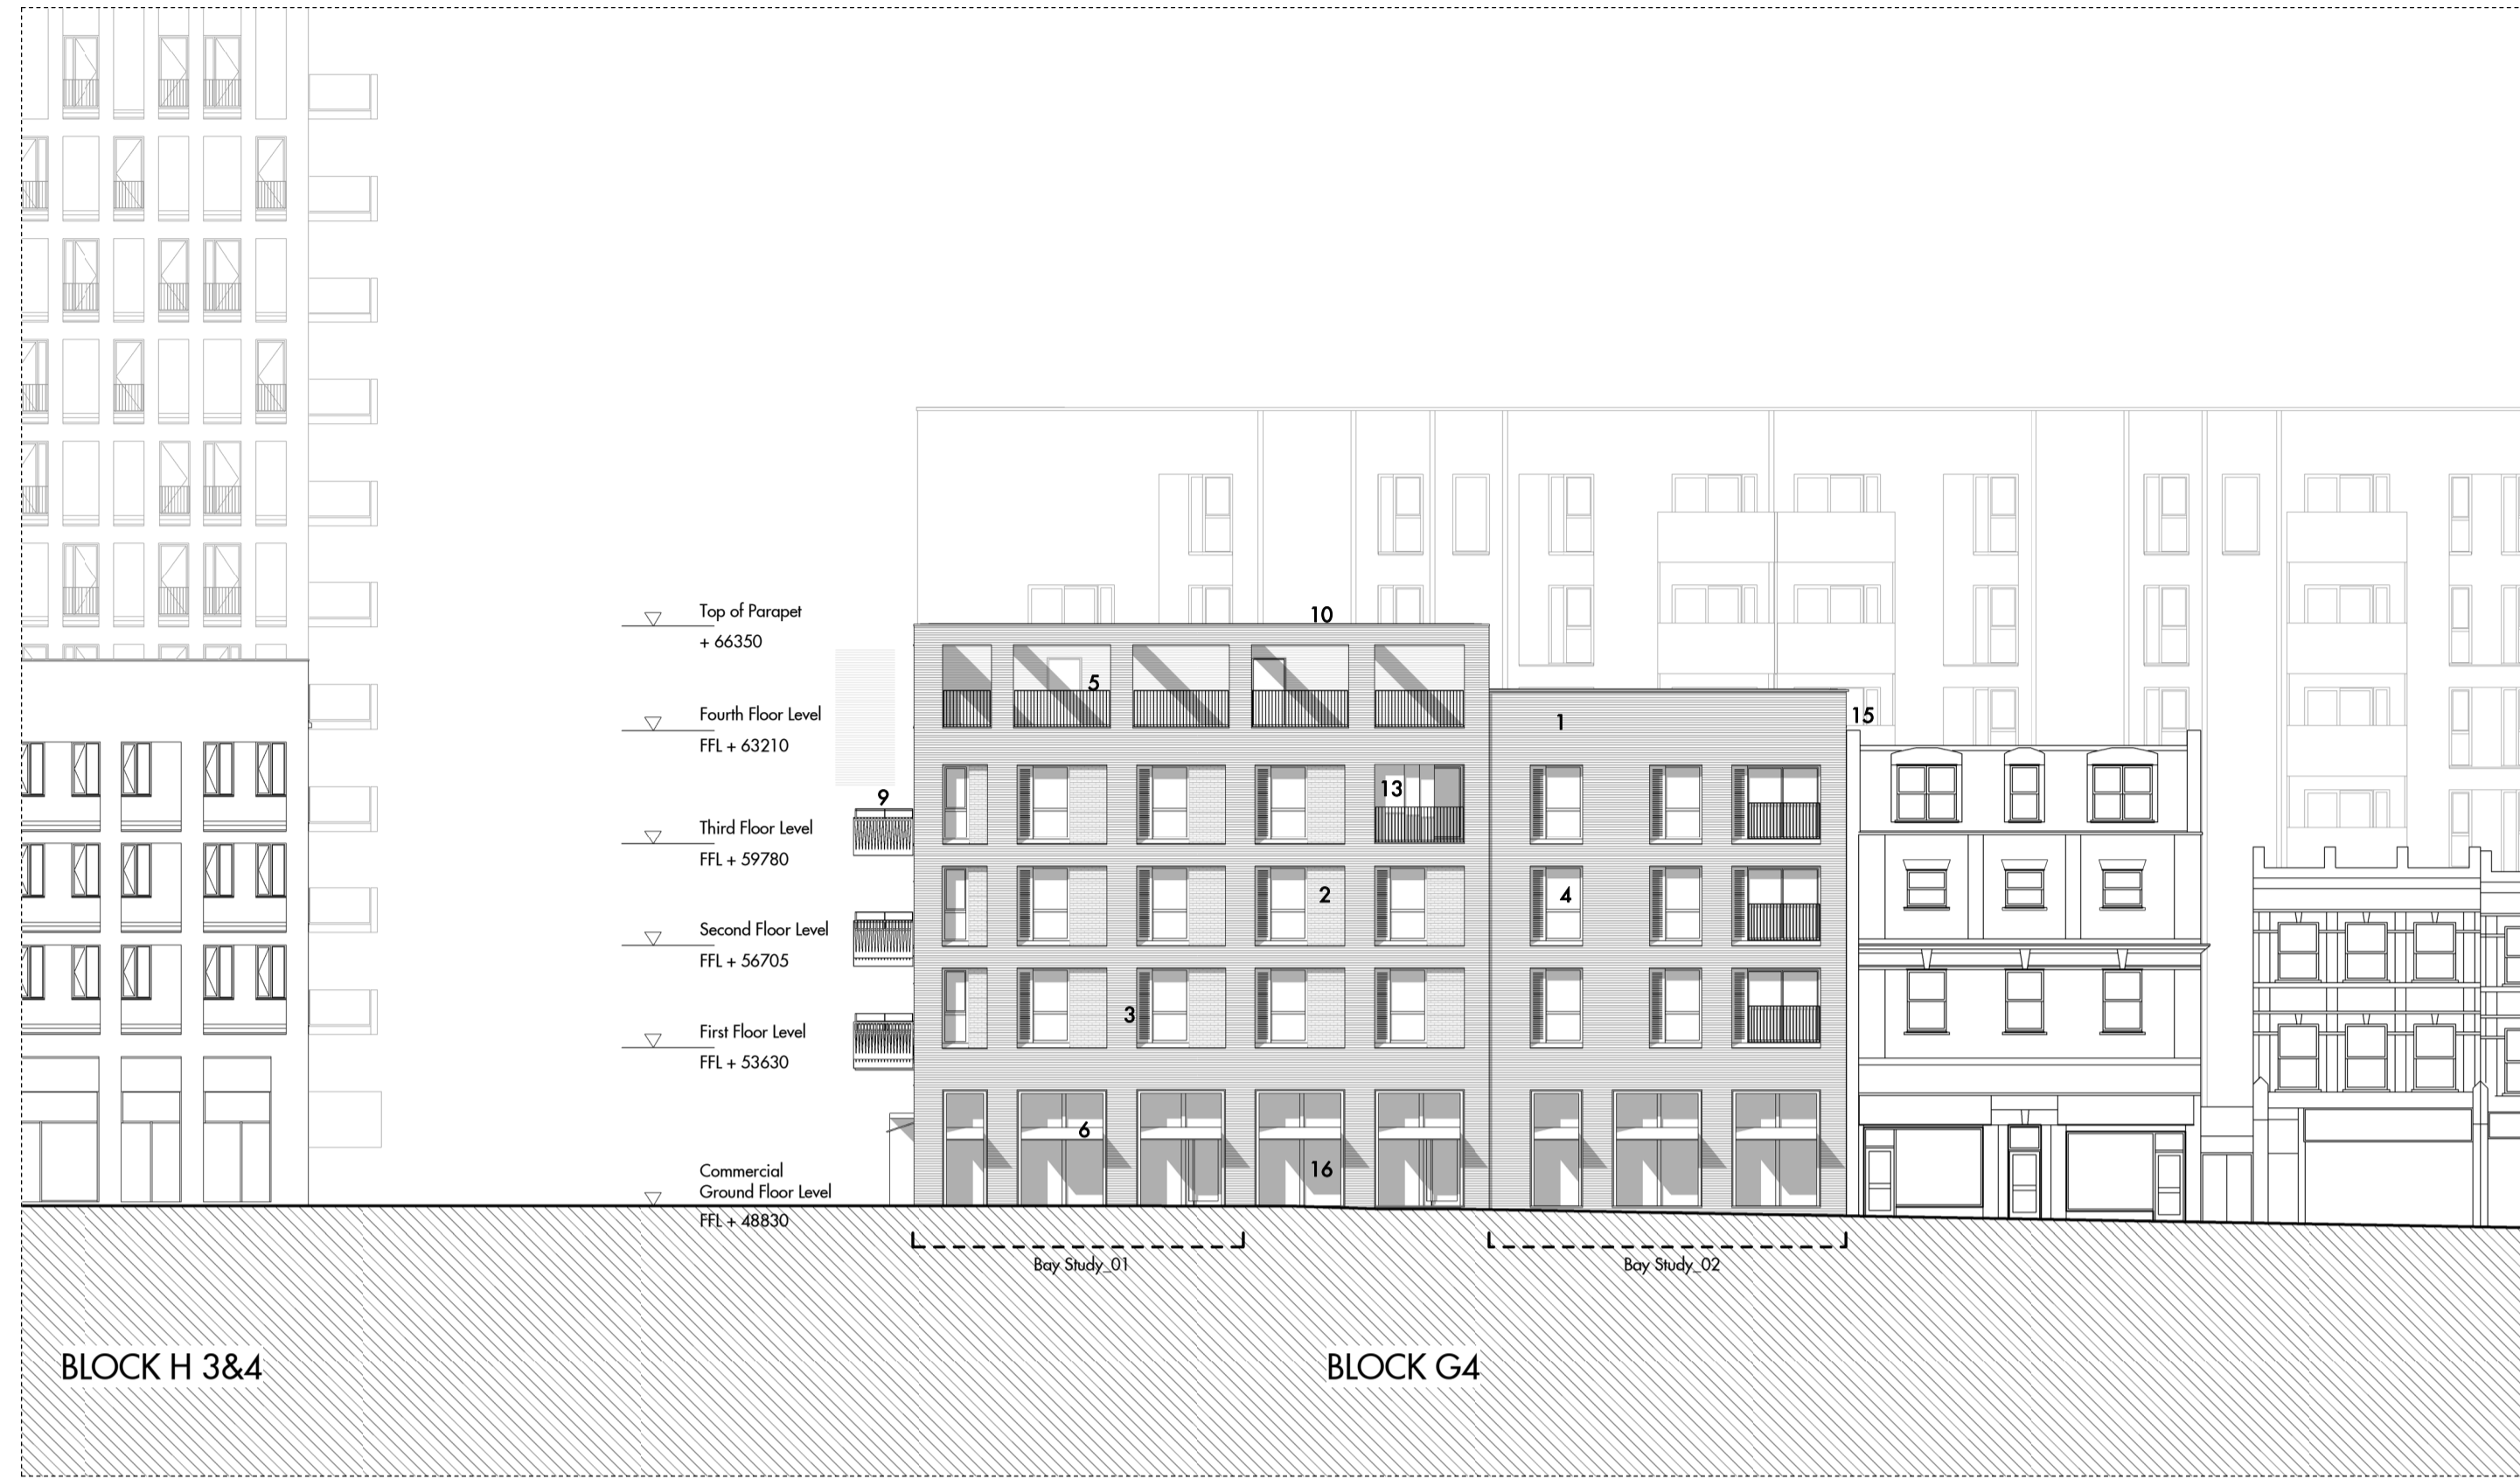 10
Top of Parapet
+ 66350
5
Fourth Floor Level
FFL + 63210
1
15
13
9
Third Floor Level
FFL + 59780
2
4
Second Floor Level
FFL + 56705
3
First Floor Level
FFL + 53630
6
16
Commercial
Ground Floor Level
FFL + 48830
Bay Study_01
Bay Study_02
BLOCK H 3&4
BLOCK G4